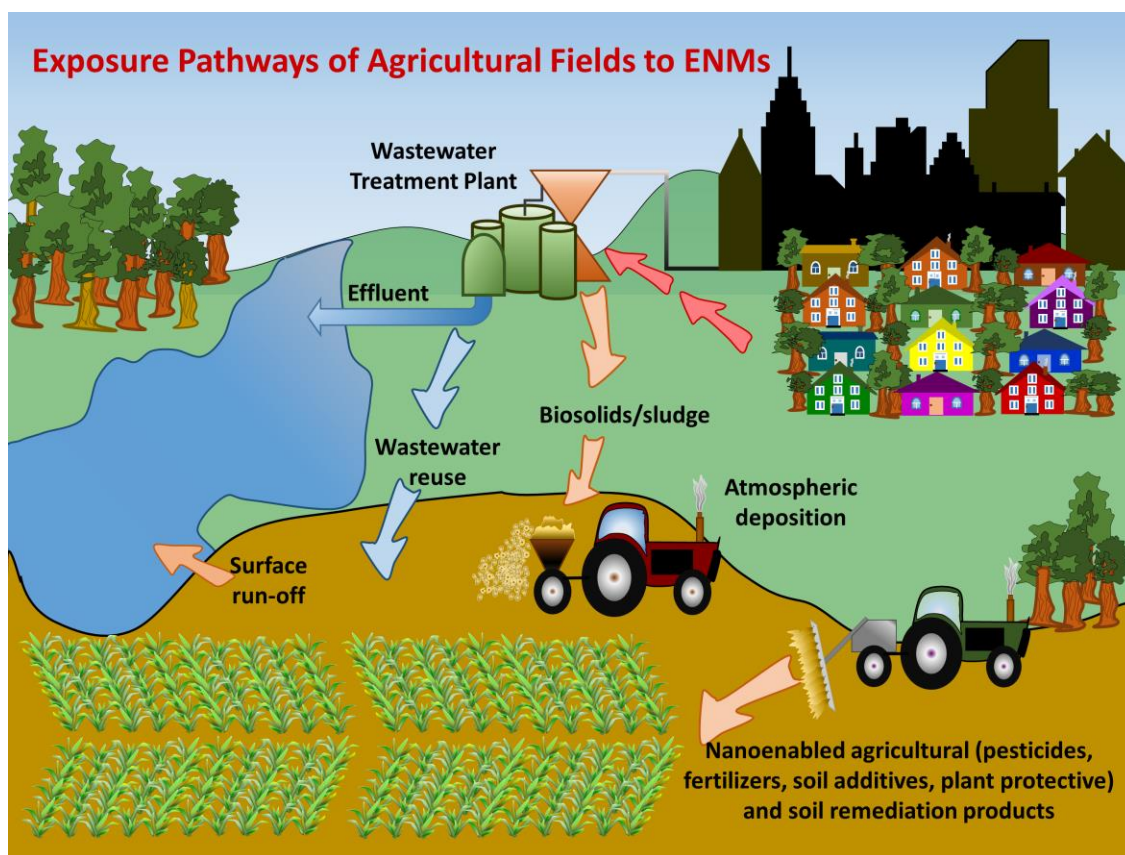 Exposure Pathways of Agricultural Fields to ENMs
Wastewater
Treatment Plant
Effluent
Biosolids/sludge
Wastewater
reuse
Atmospheric
deposition
Surface
run-off
Nanoenabled agricultural (pesticides,
fertilizers, soil additives, plant protective)
and soil remediation products